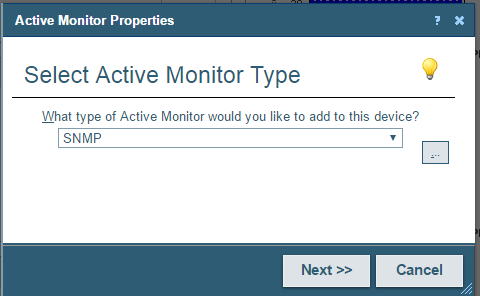 Active Monitor Properties
?
Select Active Monitor Type
What type of Active Monitor would you like to add to this device?
SNMP
...
Next >>
Cancel